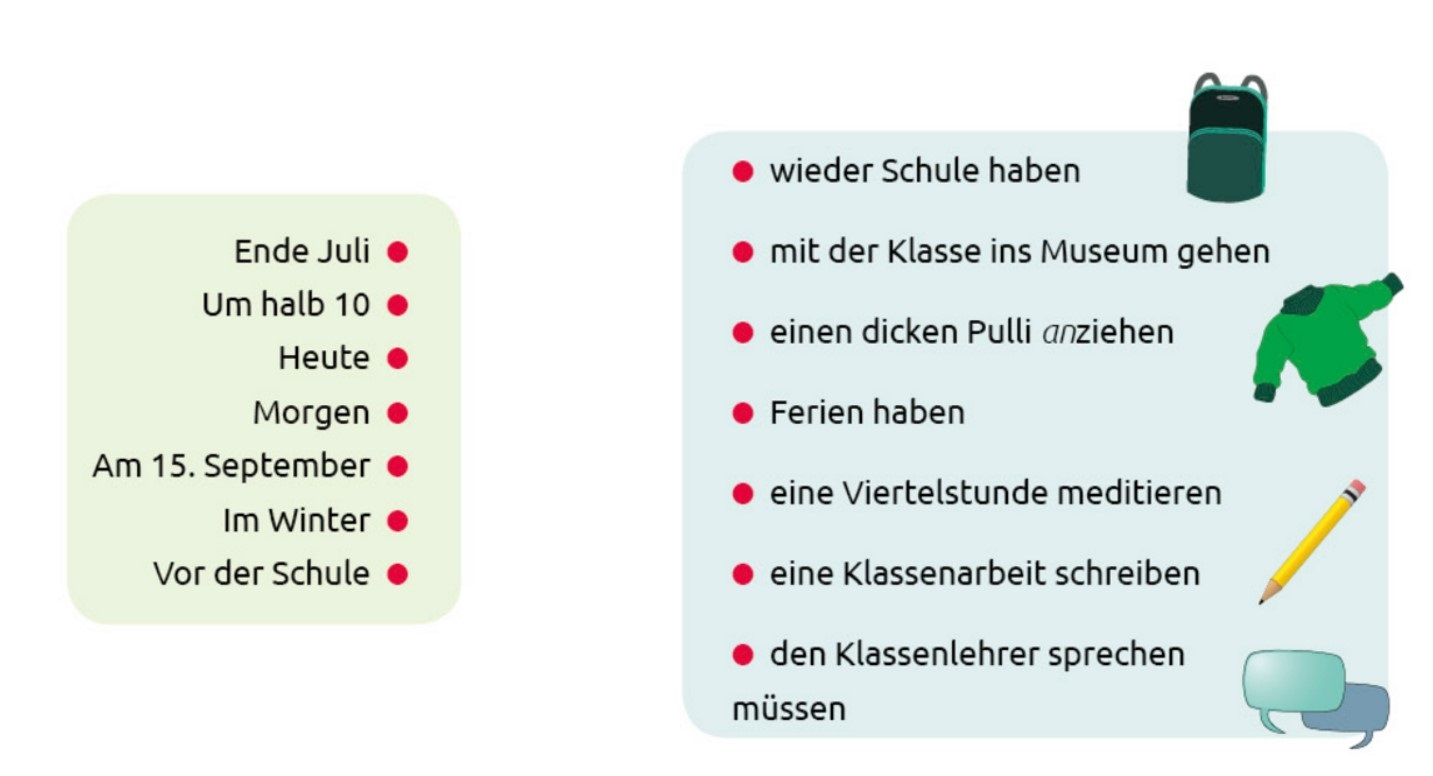 Ende Juli
Um halb 10
Heute
Morgen
Am 15. September
Im Winter
Vor der Schule
wieder Schule haben
mit der Klasse ins Museum gehen
einen dicken Pulli anziehen
Ferien haben
eine Viertelstunde meditieren
eine Klassenarbeit schreiben
den Klassenlehrer sprechen
müssen